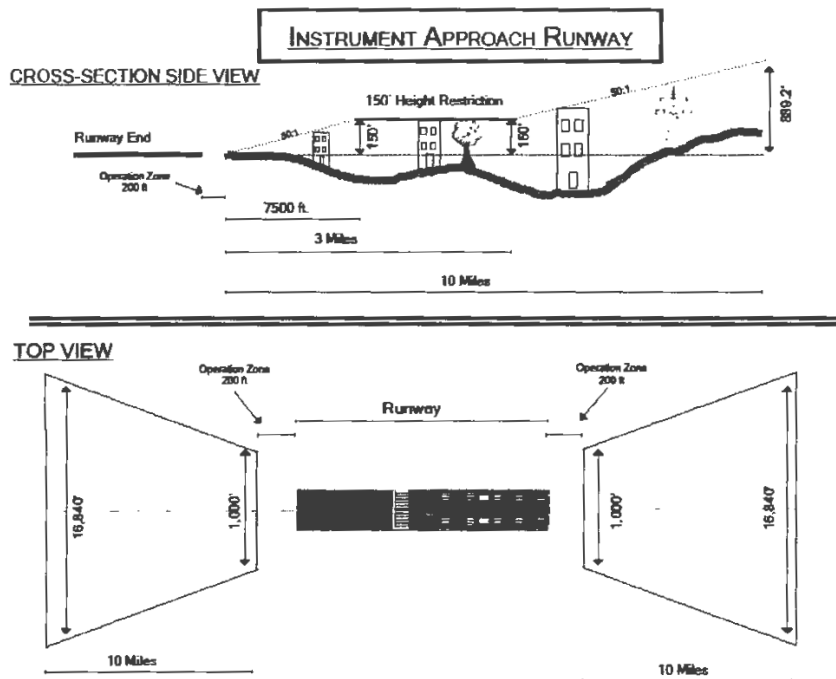 INSTRUMENT APPROACH RUNWAY
CROSS-SECTION SIDE VIEW
150' Height Restriction
50:1
50:1
889.2'
150'
150'
Runway End
Operation Zone
200 ft
7500 ft.
3 Miles
10 Miles
TOP VIEW
Operation Zone
200 ft
Operation Zone
200 ft
Runway
16,840'
1,000'
1,000'
16,840'
10 Miles
10 Miles